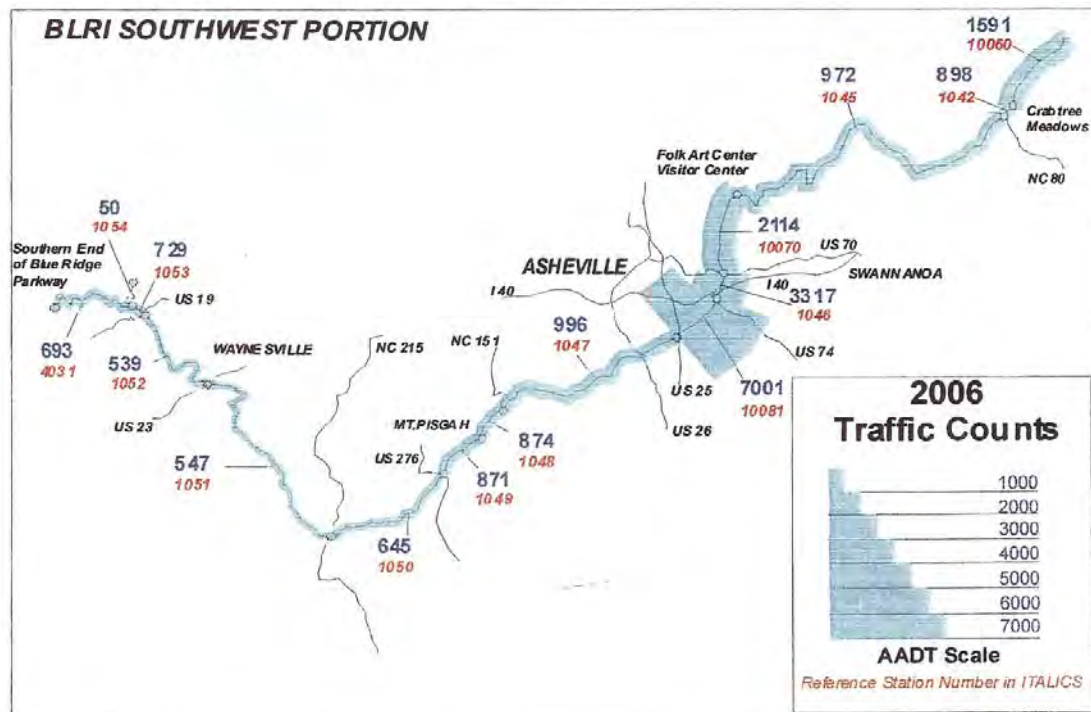 BLRI SOUTHWEST PORTION
1591
10060
972
1045
898
1042
Crabtree
Meadows
NC 80
Folk Art Center
Visitor Center
50
1054
729
1053
Southern End
of Blue Ridge
Parkway
US 19
2114
10070
US 70
ASHEVILLE
SWANNANOA
I 40
I 40
3317
1046
693
4031
539
1052
WAYNESVILLE
NC 215
NC 151
996
1047
US 74
US 23
US 25
7001
10081
MT.PISGAH
US 26
US 276
874
1048
547
1051
871
1049
645
1050
2006
Traffic Counts
1000
2000
3000
4000
5000
6000
7000
AADT Scale
Reference Station Number in ITALICS